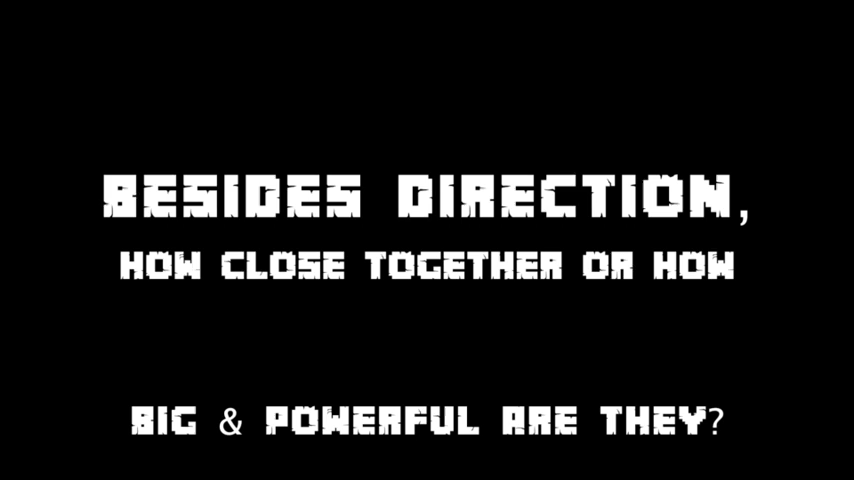 BESIDES DIRECTION,
HOW CLOSE TOGETHER OR HOW
BIG & POWERFUL ARE THEY?